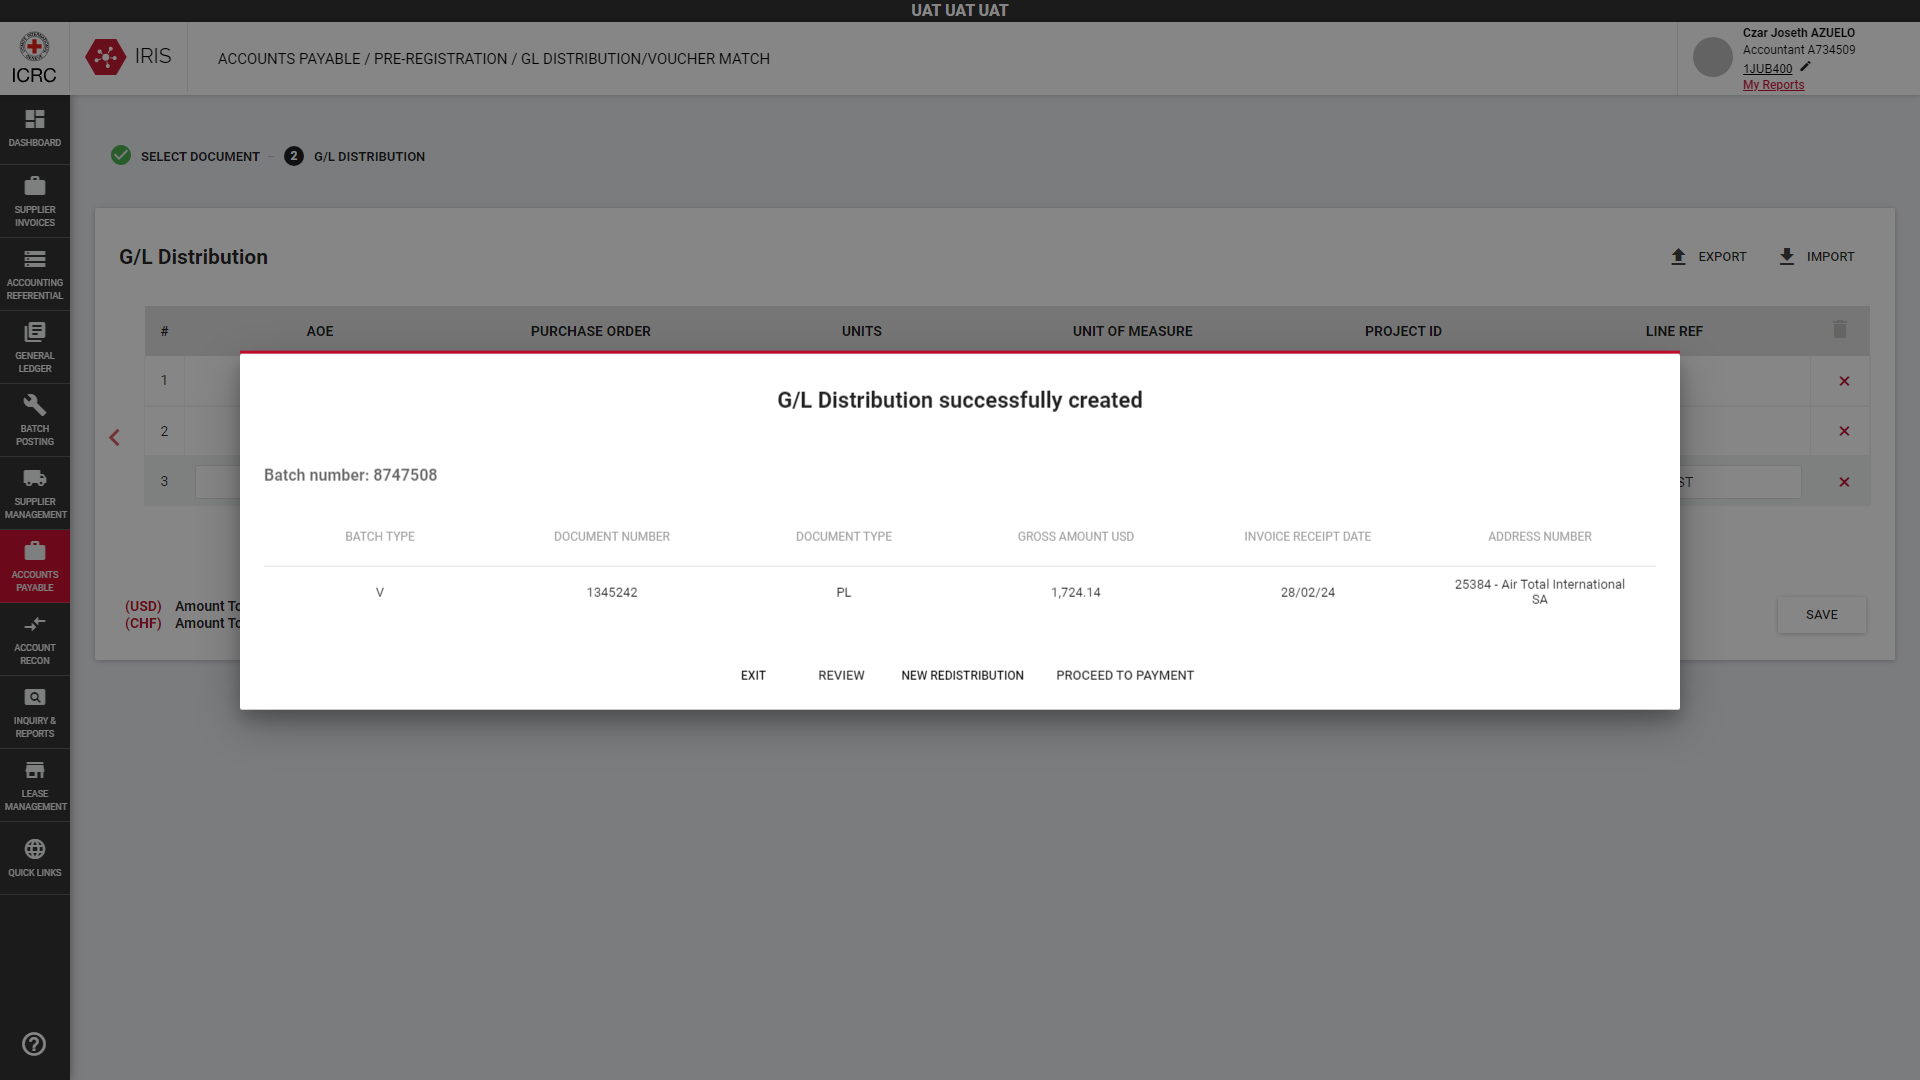 UAT UAT UAT
ICRC
IRIS
ACCOUNTS PAYABLE / PRE-REGISTRATION / GL DISTRIBUTION/VOUCHER MATCH
Czar Joseth AZUELO
Accountant A734509
1JUB400
My Reports
DASHBOARD
SUPPLIER
INVOICES
ACCOUNTING
REFERENTIAL
GENERAL
LEDGER
BATCH
POSTING
SUPPLIER
MANAGEMENT
ACCOUNTS
PAYABLE
ACCOUNT
RECON
INQUIRY &
REPORTS
LEASE
MANAGEMENT
QUICK LINKS
SELECT DOCUMENT
2 G/L DISTRIBUTION
G/L Distribution
EXPORT IMPORT
# AOE PURCHASE ORDER UNITS UNIT OF MEASURE PROJECT ID LINE REF
1
2
3
G/L Distribution successfully created
Batch number: 8747508
BATCH TYPE DOCUMENT NUMBER DOCUMENT TYPE GROSS AMOUNT USD INVOICE RECEIPT DATE ADDRESS NUMBER
V 1345242 PL 1,724.14 28/02/24 25384 - Air Total International
SA
EXIT REVIEW NEW REDISTRIBUTION PROCEED TO PAYMENT
(USD) Amount
(CHF) Amount
SAVE